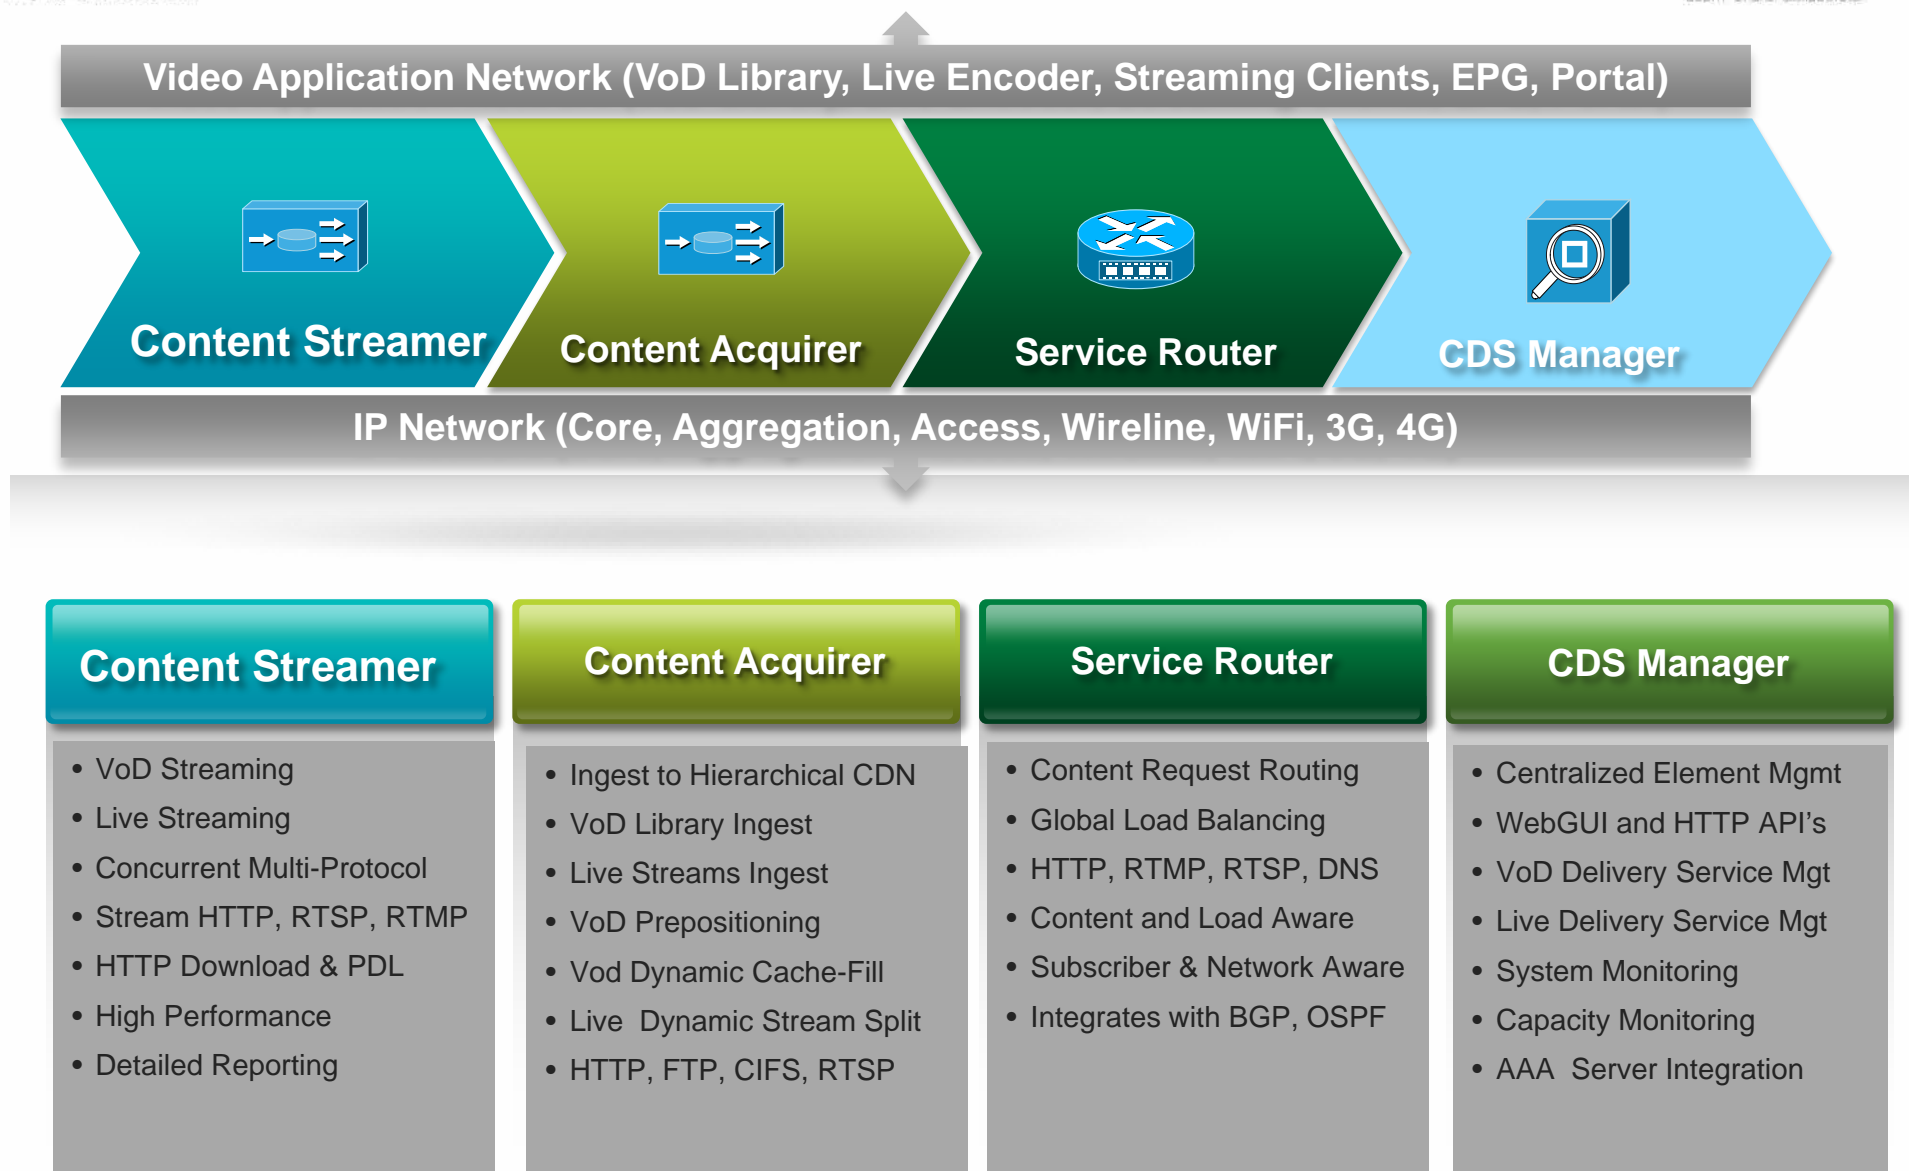 Video Application Network (VoD Library, Live Encoder, Streaming Clients, EPG, Portal)
Content Streamer
Content Acquirer
Service Router
CDS Manager
IP Network (Core, Aggregation, Access, Wireline, WiFi, 3G, 4G)
Content Streamer
• VoD Streaming
• Live Streaming
• Concurrent Multi-Protocol
• Stream HTTP, RTSP, RTMP
• HTTP Download & PDL
• High Performance
• Detailed Reporting
Content Acquirer
• Ingest to Hierarchical CDN
• VoD Library Ingest
• Live Streams Ingest
• VoD Prepositioning
• Vod Dynamic Cache-Fill
• Live  Dynamic Stream Split
• HTTP, FTP, CIFS, RTSP
Service Router
• Content Request Routing
• Global Load Balancing
• HTTP, RTMP, RTSP, DNS
• Content and Load Aware
• Subscriber & Network Aware
• Integrates with BGP, OSPF
CDS Manager
• Centralized Element Mgmt
• WebGUI and HTTP API’s
• VoD Delivery Service Mgt
• Live Delivery Service Mgt
• System Monitoring
• Capacity Monitoring
• AAA  Server Integration